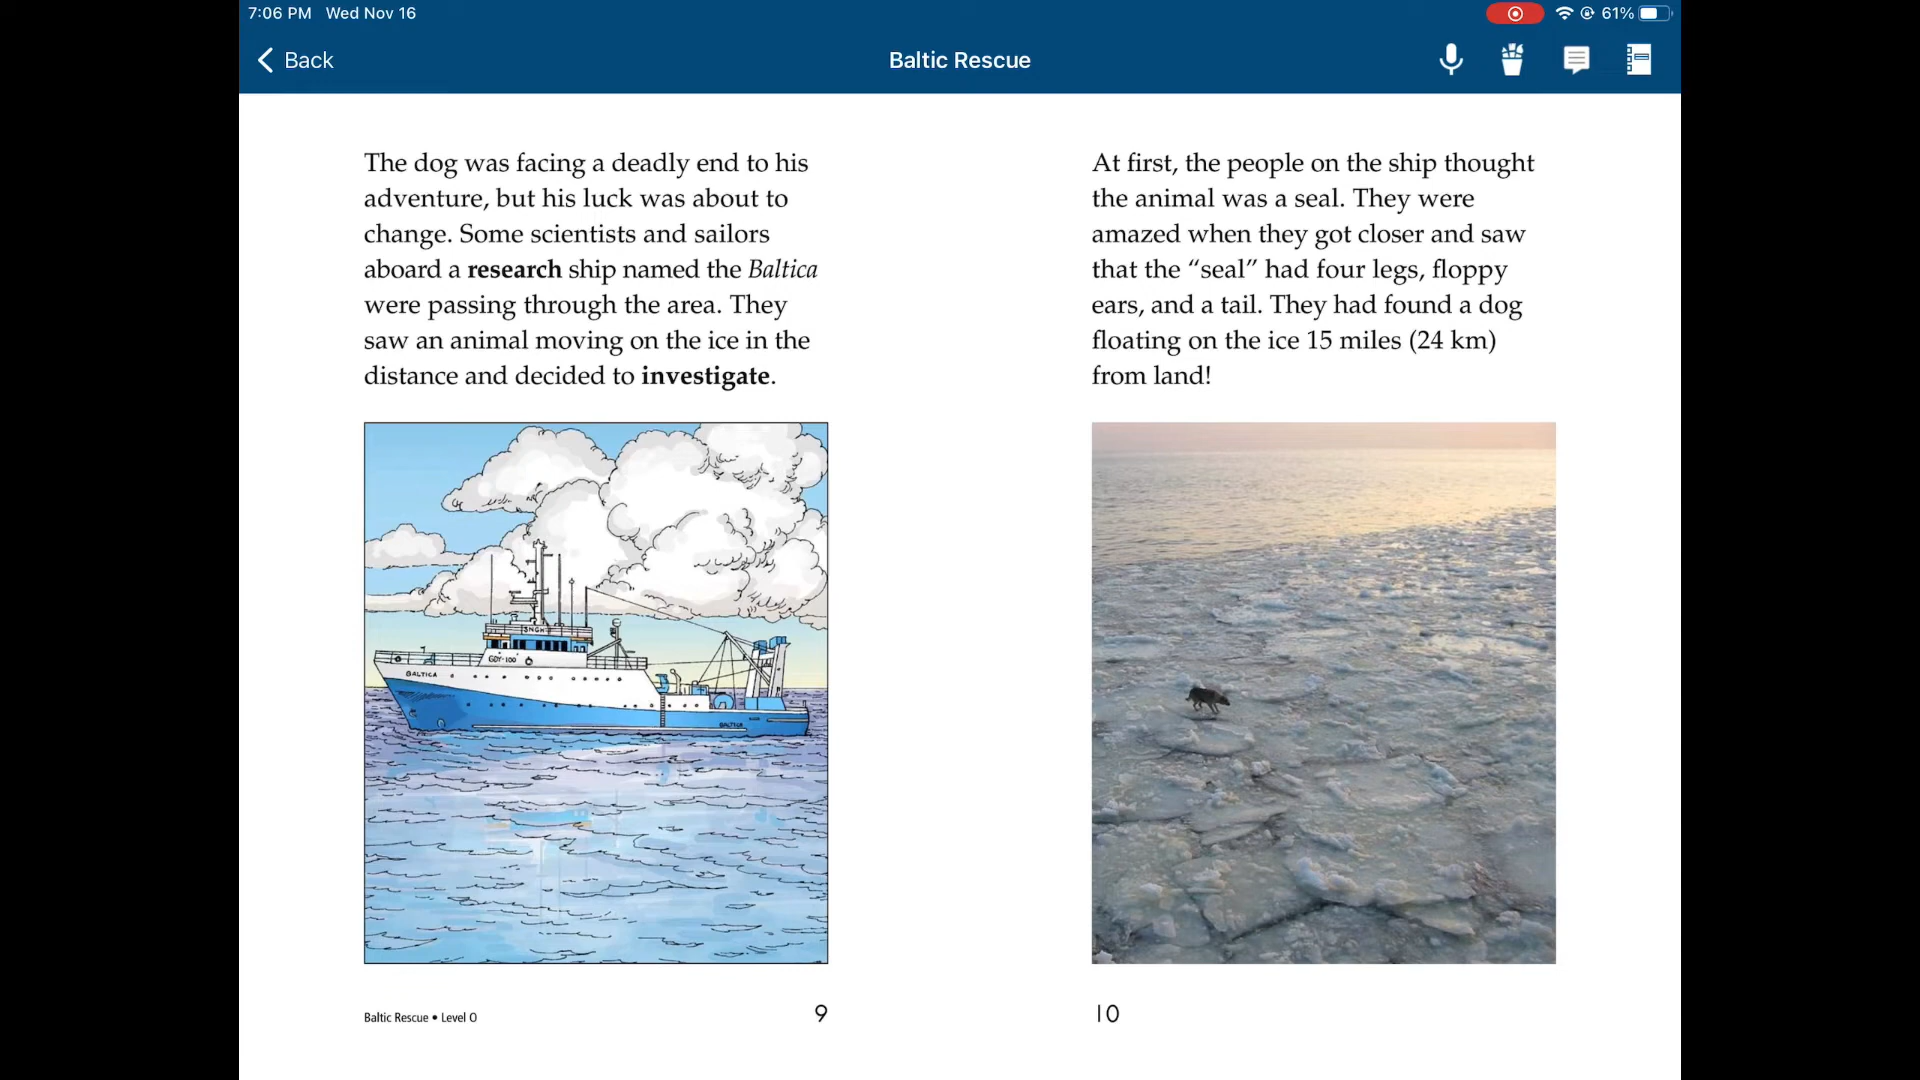 7:06 PM Wed Nov 16
61%
Back
Baltic Rescue
The dog was facing a deadly end to his
adventure, but his luck was about to
change. Some scientists and sailors
aboard a research ship named the Baltica
were passing through the area. They
saw an animal moving on the ice in the
distance and decided to investigate.
3NGH
GDY-100
BALTICA
BALTICA
Baltic Rescue • Level O
9
At first, the people on the ship thought
the animal was a seal. They were
amazed when they got closer and saw
that the “seal” had four legs, floppy
ears, and a tail. They had found a dog
floating on the ice 15 miles (24 km)
from land!
10